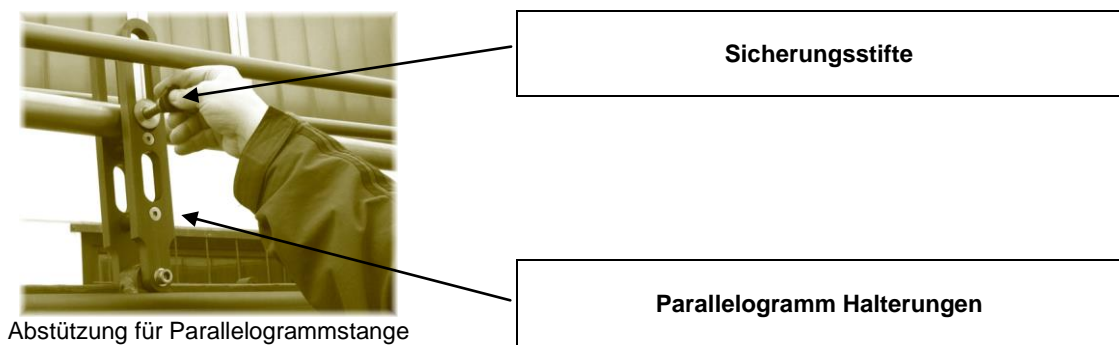 Sicherungsstifte
Parallelogramm Halterungen
Abstützung für Parallelogrammstange